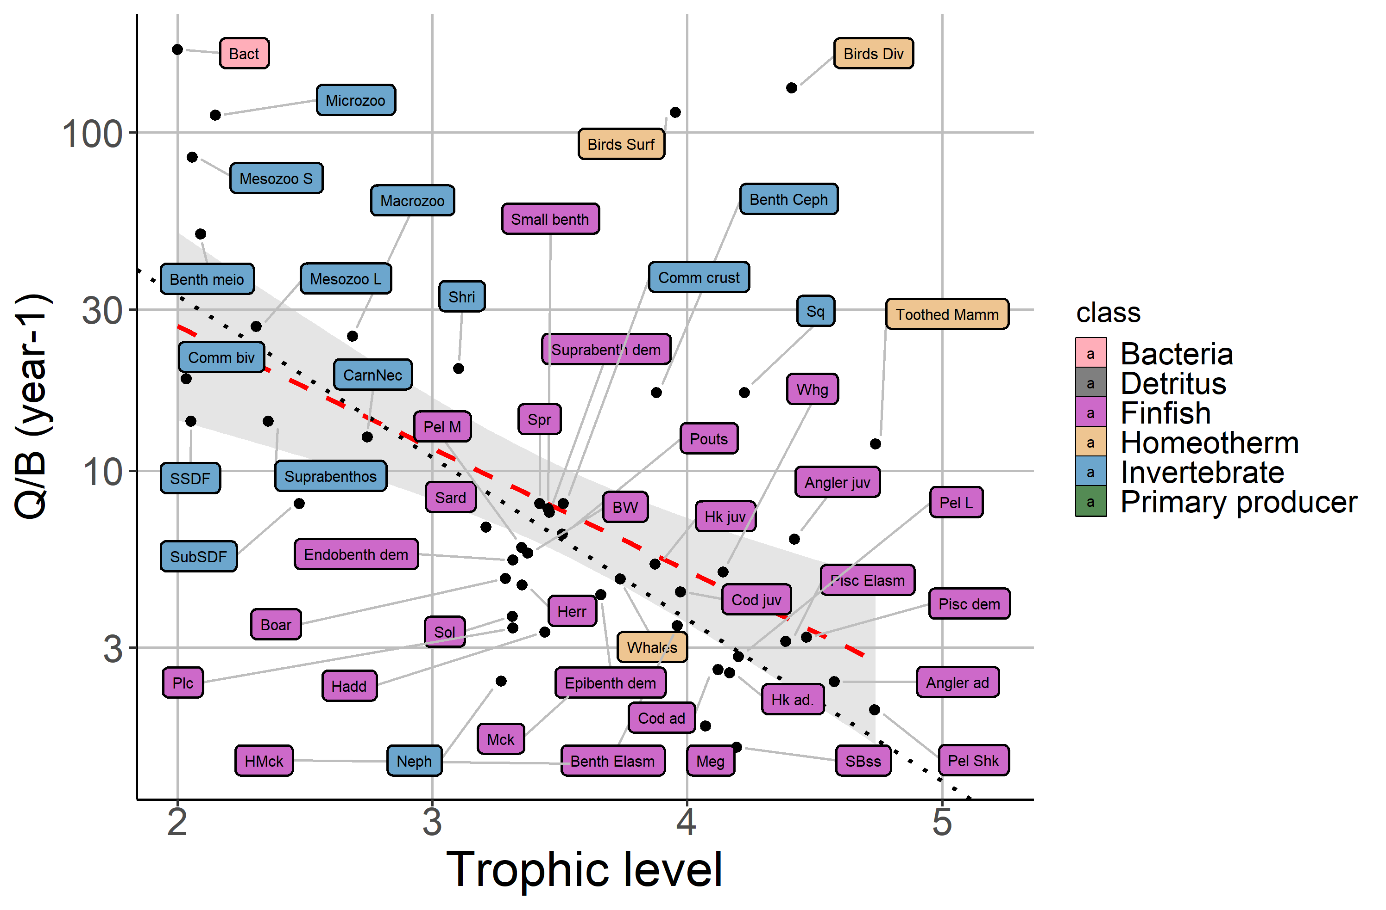 Bact
Birds Div
Microzoo
100
Birds Surf
Mesozoo S
Macrozoo
Benth Ceph
Small benth
Benth meio
Mesozoo L
Comm crust
Shri
30
Sq
Toothed Mamm
class
Suprabenth dem
Comm biv
a Bacteria
CarnNec
a Detritus
Whg
a Finfish
Spr
Pel M
Pouts
a Homeotherm
10
SSDF
Suprabenthos
Angler juv
a Invertebrate
Sard
BW
Hk juv
Pel L
a Primary producer
Q/B (year-1)
SubSDF
Endobenth dem
Pisc Elasm
Cod juv
Pisc dem
Herr
Boar
Sol
3
Whales
Plc
Hadd
Epibenth dem
Angler ad
Hk ad.
Cod ad
Mck
HMck
Neph
Benth Elasm
Meg
SBss
Pel Shk
2
3
4
5
Trophic level